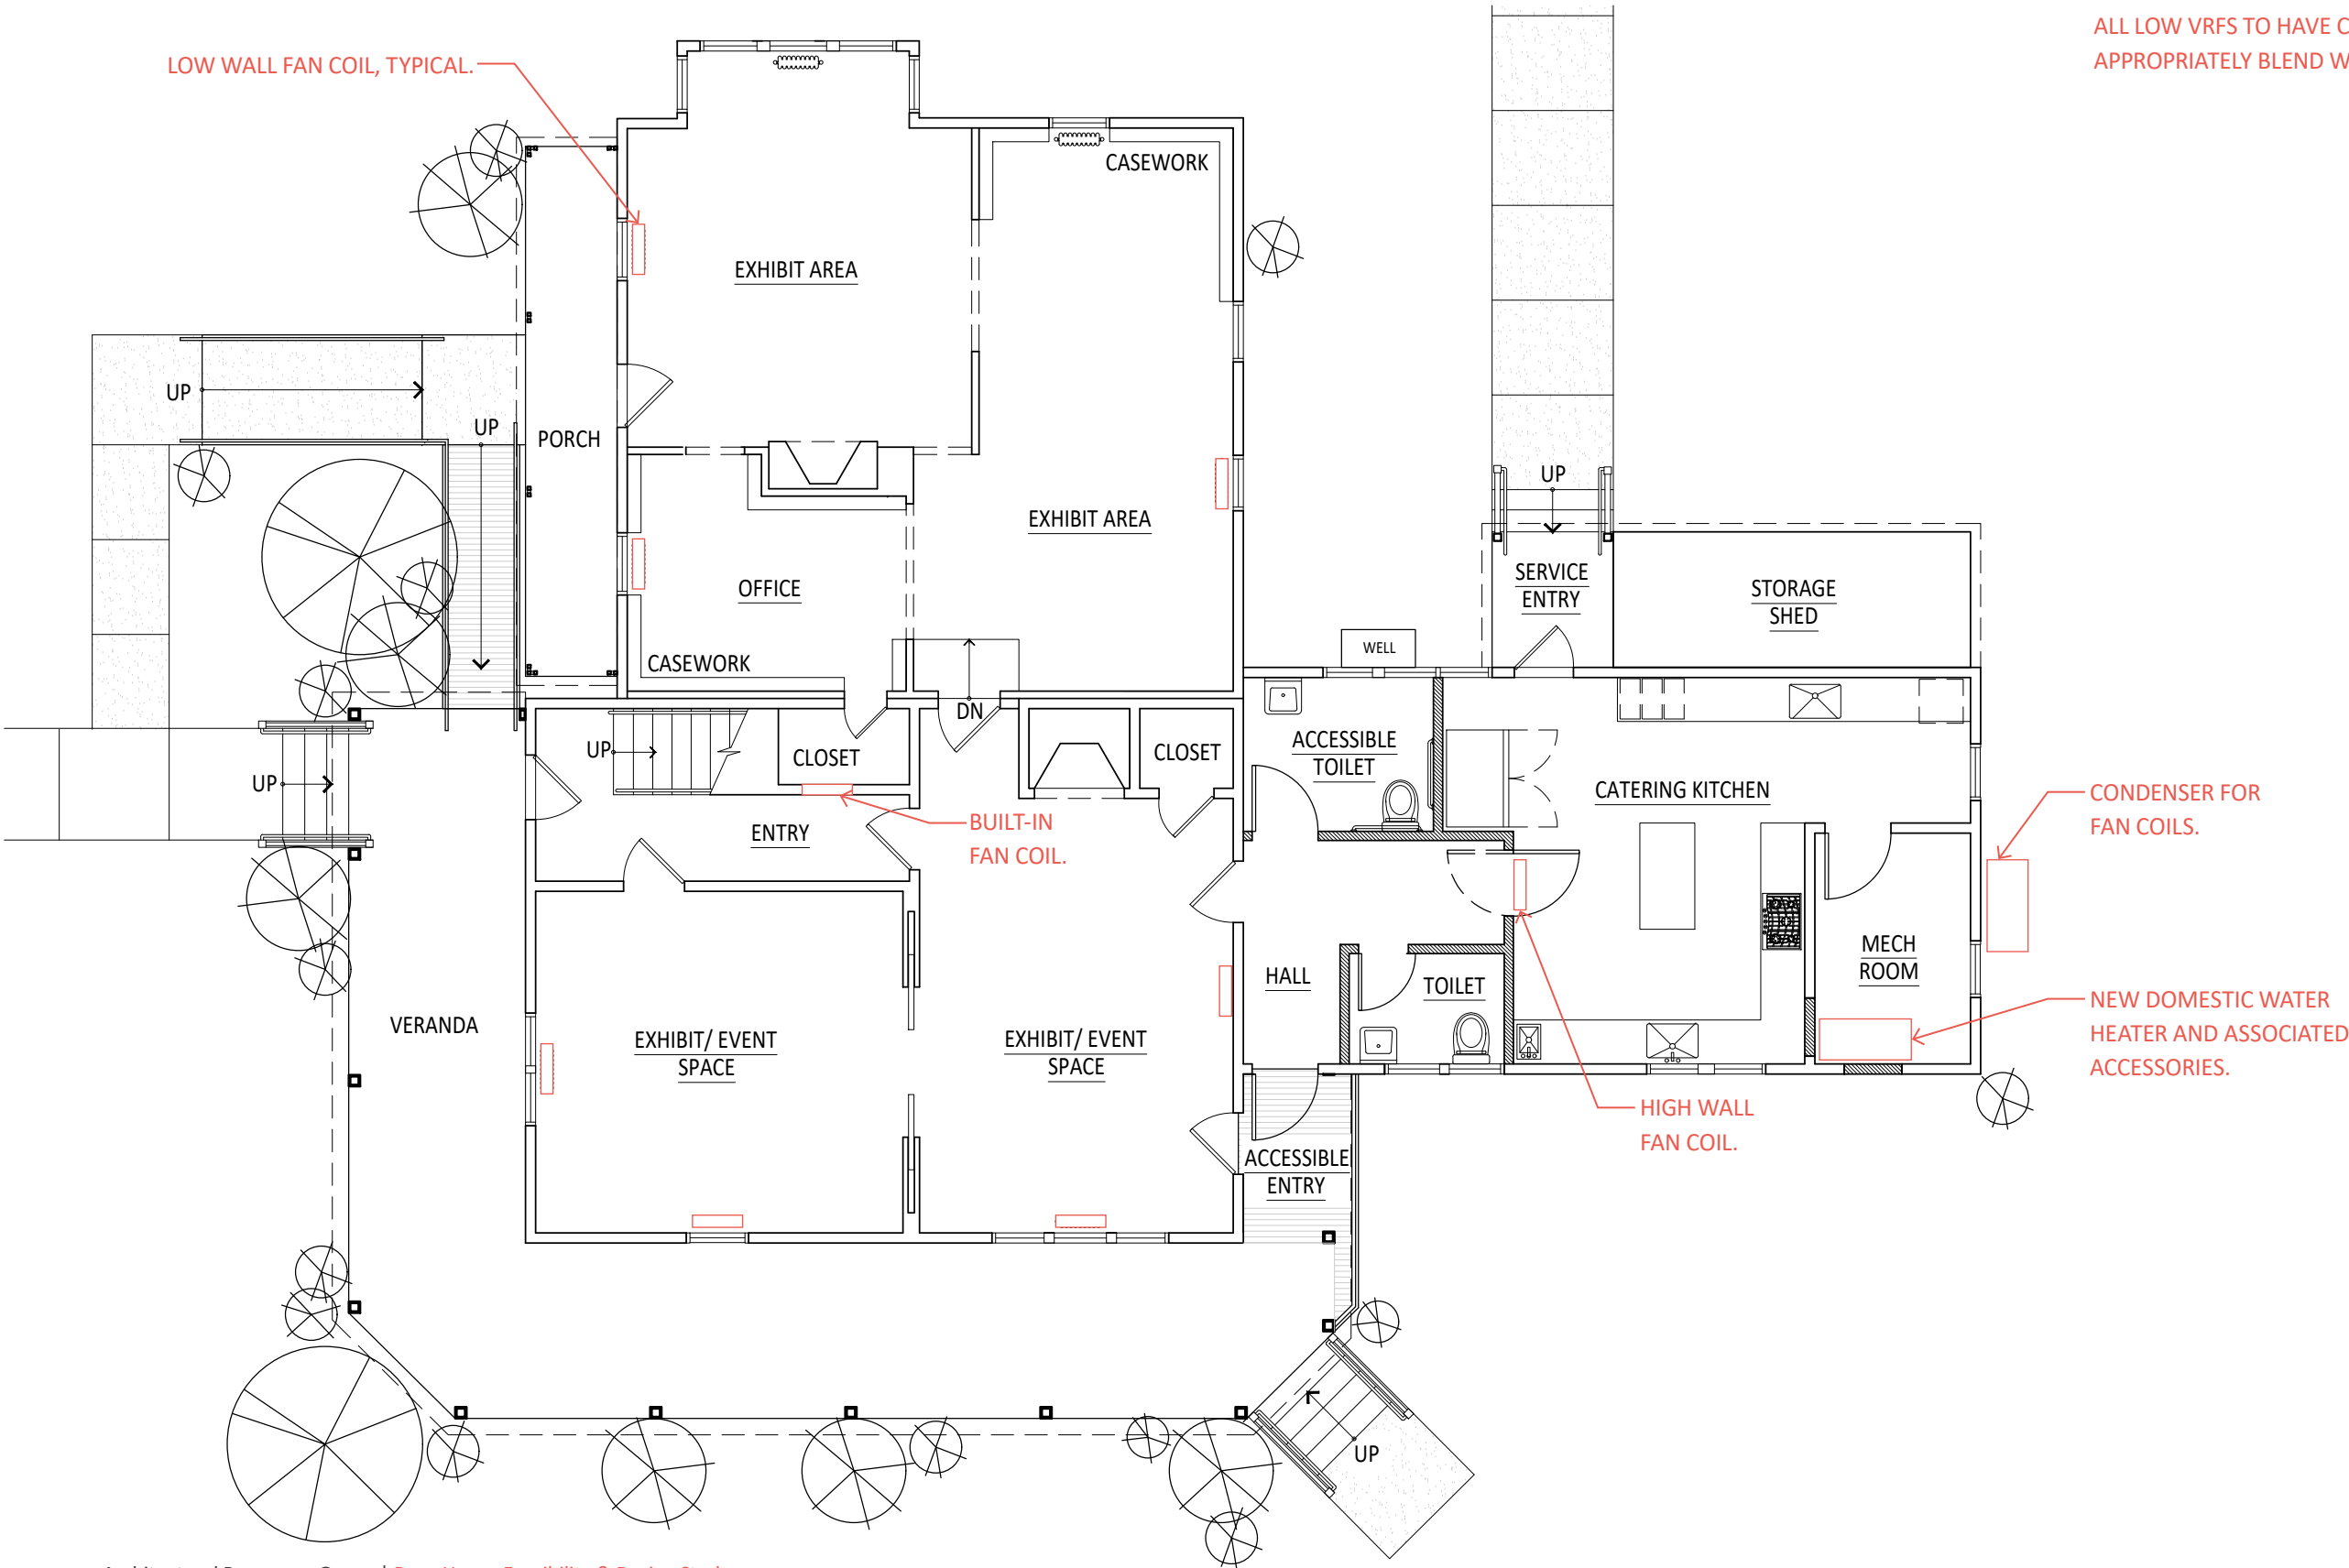 ALL LOW VRFS TO HAVE C
APPROPRIATELY BLEND W
LOW WALL FAN COIL, TYPICAL.
CASEWORK
EXHIBIT AREA
UP
UP
PORCH
UP
EXHIBIT AREA
OFFICE
SERVICE
ENTRY
STORAGE
SHED
CASEWORK
WELL
DN
UP
CLOSET
CLOSET
ACCESSIBLE
TOILET
UP
CATERING KITCHEN
CONDENSER FOR
FAN COILS.
ENTRY
BUILT-IN
FAN COIL.
MECH
ROOM
HALL
TOILET
VERANDA
EXHIBIT/ EVENT
SPACE
EXHIBIT/ EVENT
SPACE
NEW DOMESTIC WATER
HEATER AND ASSOCIATED
ACCESSORIES.
HIGH WALL
FAN COIL.
ACCESSIBLE
ENTRY
UP